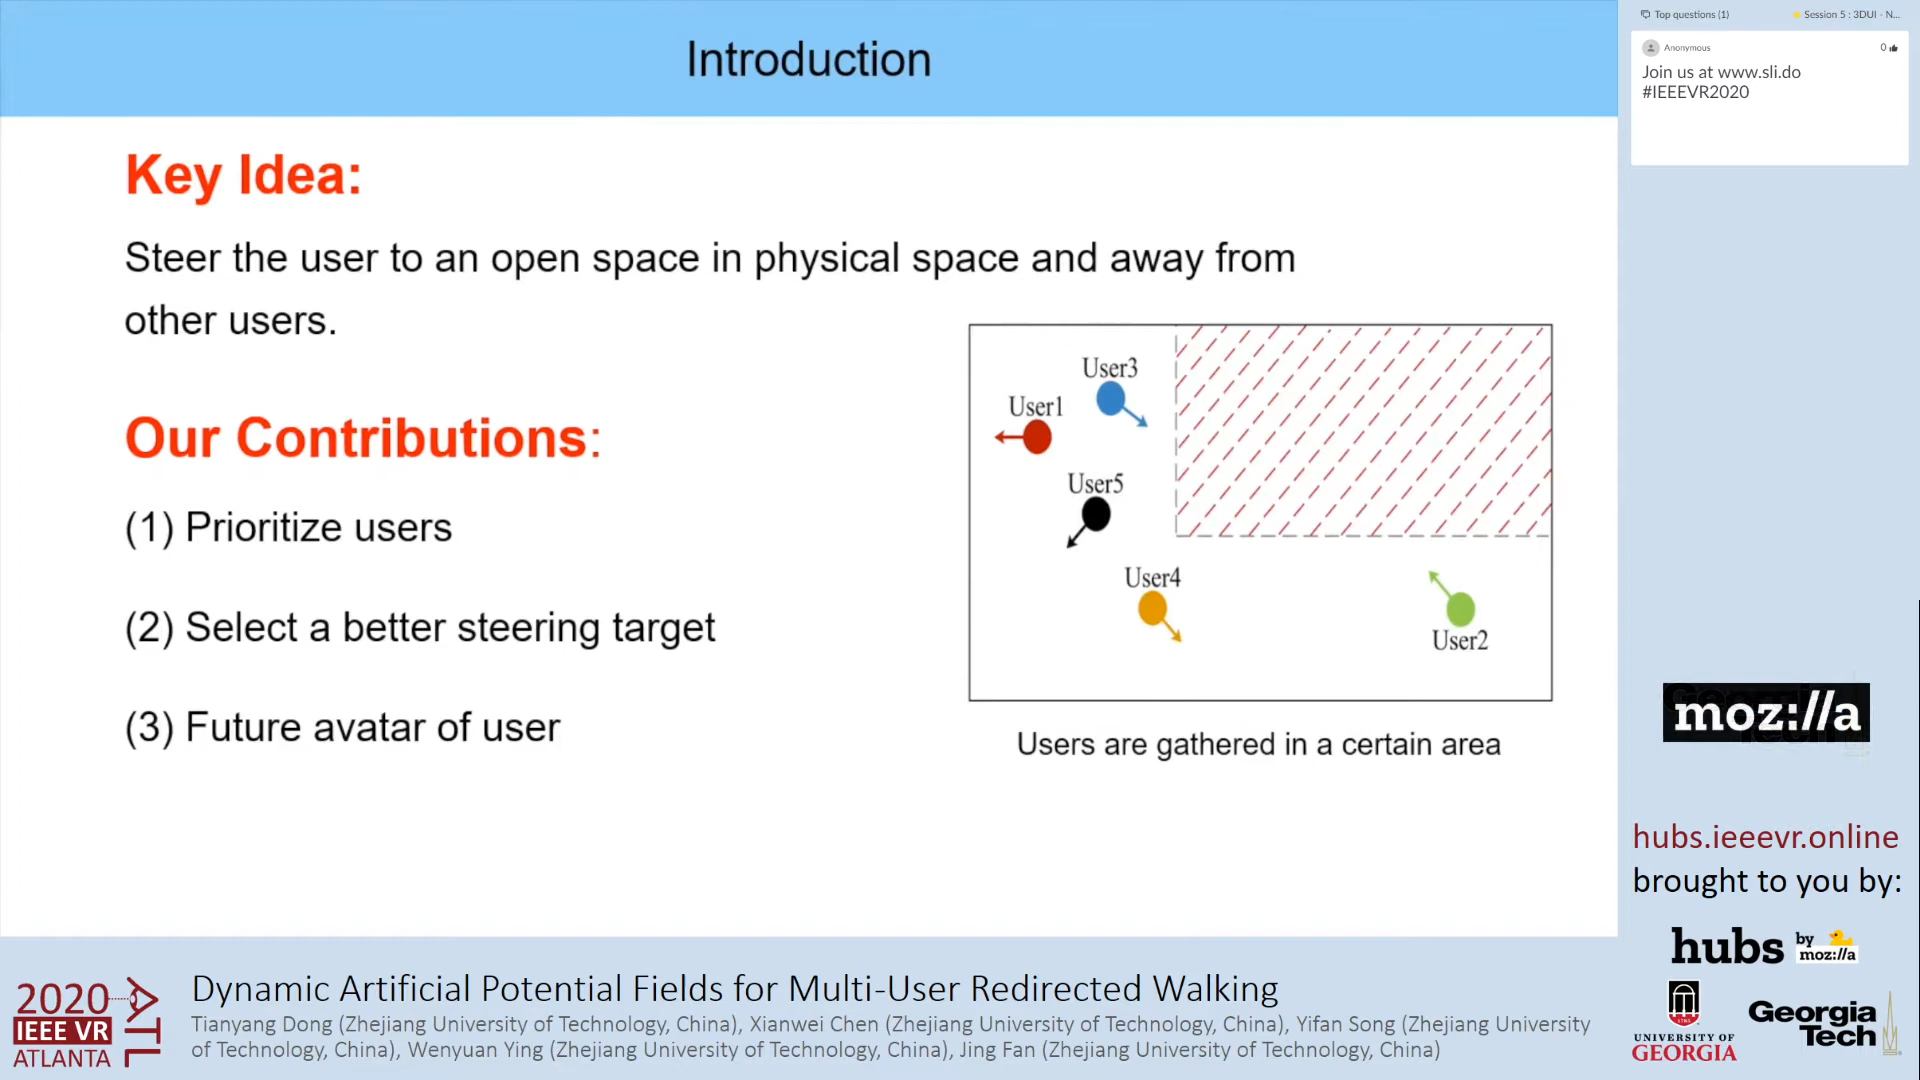 Introduction
Key Idea:
Steer the user to an open space in physical space and away from
other users.
Our Contributions:
(1) Prioritize users
(2) Select a better steering target
(3) Future avatar of user
User3
User1
User5
User4
User2
Users are gathered in a certain area
Top questions (1)
Session 5 : 3DUI - N...
Anonymous
0
Join us at www.sli.do
#IEEEVR2020
moz://a
hubs.ieeevr.online
brought to you by:
hubs by moz://a
UNIVERSITY OF
GEORGIA
Georgia
Tech
2020
IEEE VR
ATLANTA
ATL
Dynamic Artificial Potential Fields for Multi-User Redirected Walking
Tianyang Dong (Zhejiang University of Technology, China), Xianwei Chen (Zhejiang University of Technology, China), Yifan Song (Zhejiang University
of Technology, China), Wenyuan Ying (Zhejiang University of Technology, China), Jing Fan (Zhejiang University of Technology, China)